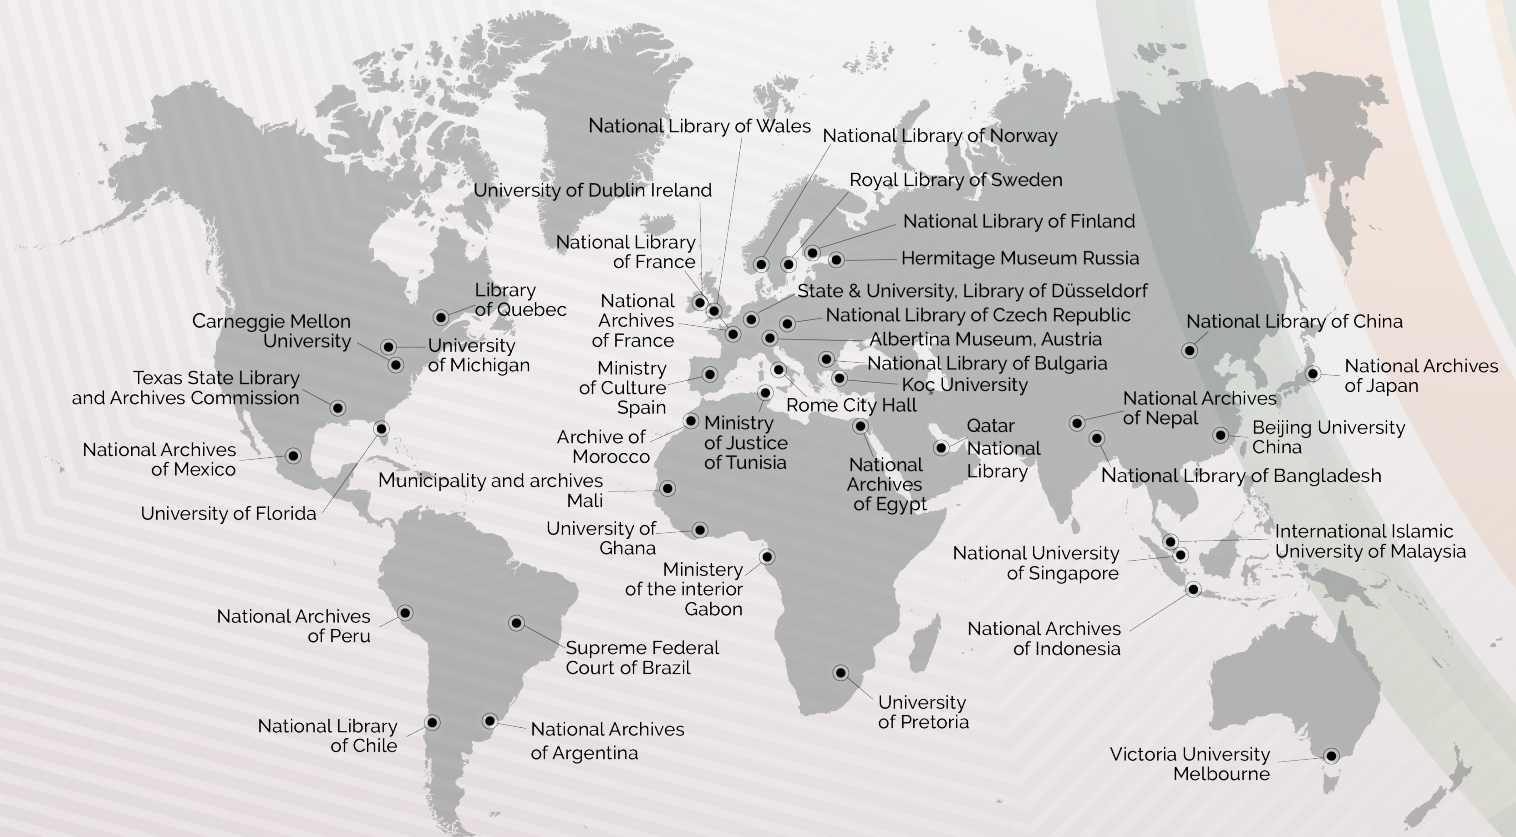 National Library of Wales
National Library of Norway
Royal Library of Sweden
University of Dublin Ireland
National Library of Finland
National Library
of France
Hermitage Museum Russia
Library
of Quebec
National
Archives
of France
State & University, Library of Düsseldorf
National Library of Czech Republic
Albertina Museum, Austria
Carneggie Mellon
University
University
of Michigan
National Library of China
National Library of Bulgaria
Koç University
Ministry
of Culture
Spain
National Archives
of Japan
Texas State Library
and Archives Commission
Rome City Hall
National Archives
of Nepal
Ministry
of Justice
of Tunisia
Qatar
National
Library
Beijing University
China
Archive of
Morocco
National Archives
of Mexico
National
Archives
of Egypt
National Library of Bangladesh
Municipality and archives
Mali
University of Florida
University of
Ghana
International Islamic
University of Malaysia
National University
of Singapore
Ministery
of the interior
Gabon
National Archives
of Peru
National Archives
of Indonesia
Supreme Federal
Court of Brazil
University
of Pretoria
National Library
of Chile
National Archives
of Argentina
Victoria University
Melbourne